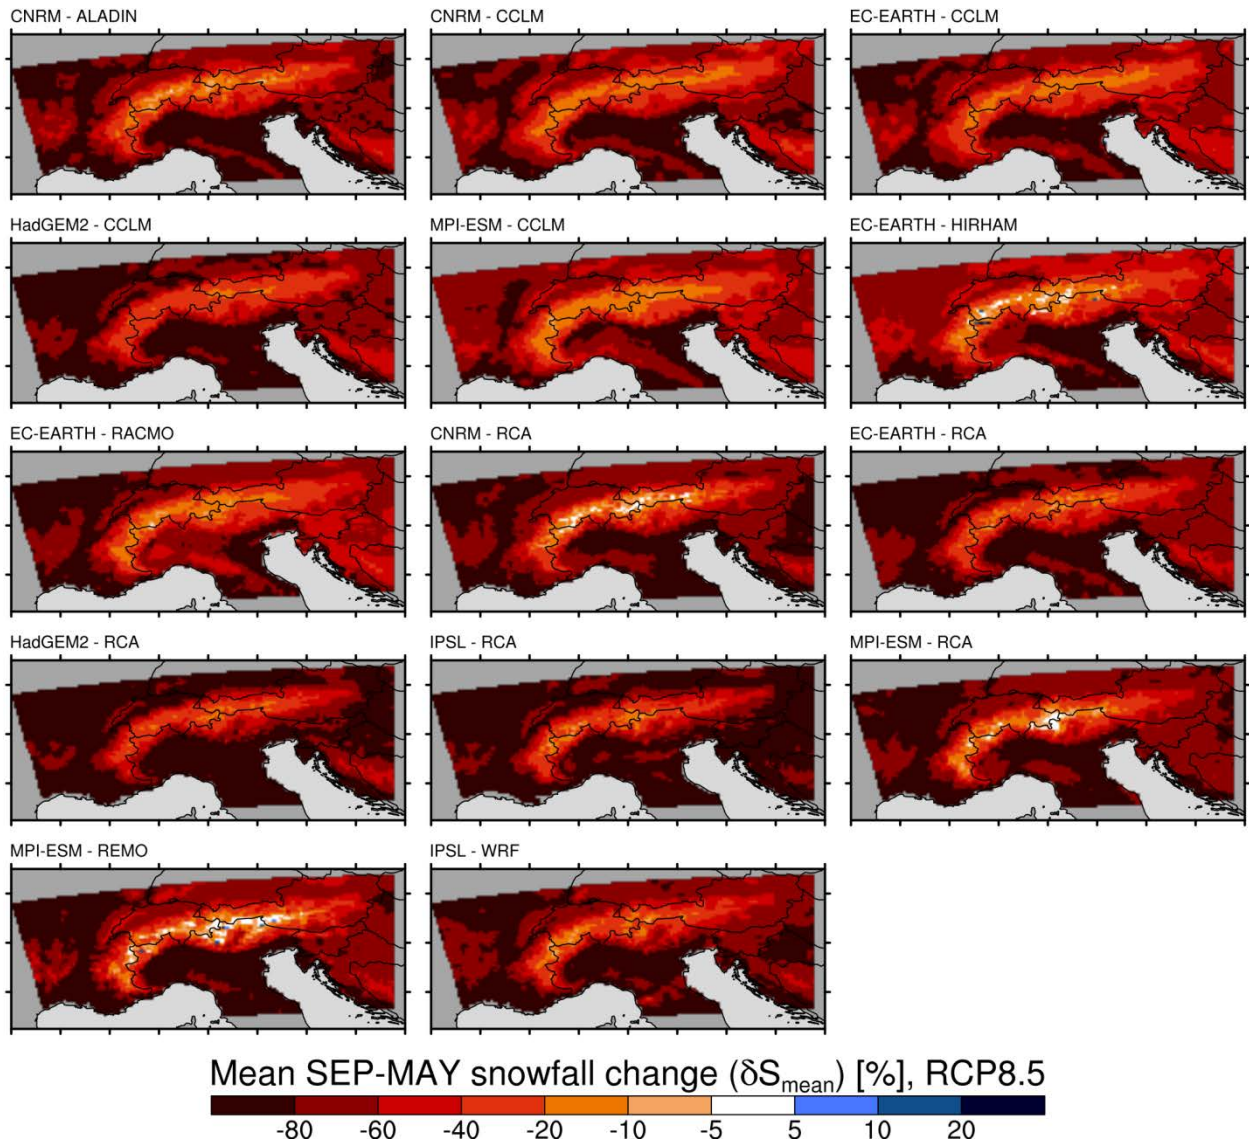 CNRM - ALADIN
CNRM - CCLM
EC-EARTH - CCLM
HadGEM2 - CCLM
MPI-ESM - CCLM
EC-EARTH - HIRHAM
EC-EARTH - RACMO
CNRM - RCA
EC-EARTH - RCA
HadGEM2 - RCA
IPSL - RCA
MPI-ESM - RCA
MPI-ESM - REMO
IPSL - WRF
Mean SEP-MAY snowfall change (δSmean) [%], RCP8.5
-80 -60 -40 -20 -10 -5 5 10 20